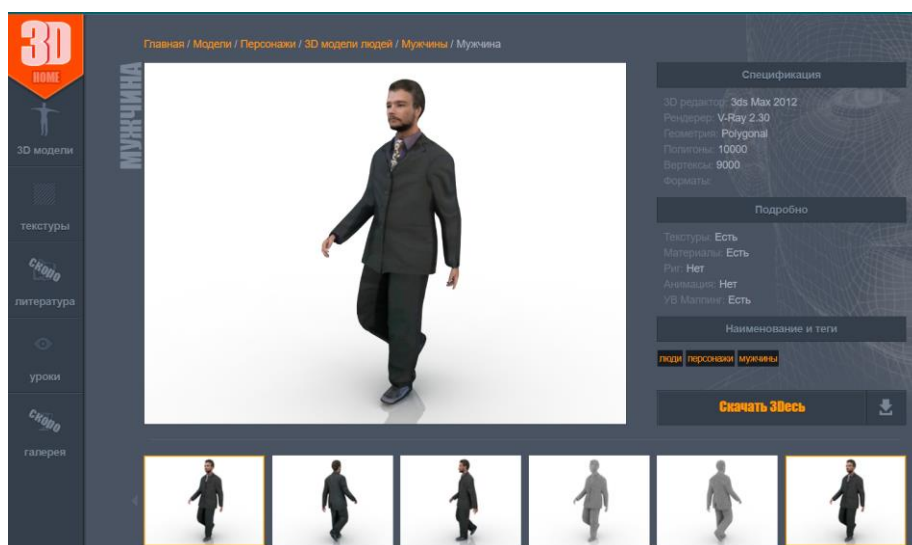 3D
HOME
3D модели
текстуры
СКОРО
литература
уроки
СКОРО
галерея
Главная / Модели / Персонажи / 3D модели людей / Мужчины / Мужчина
МУЖЧИНА
Спецификация
3D редактор: 3ds Max 2012
Рендерер: V-Ray 2.30
Геометрия: Polygonal
Полигоны: 10000
Вертексы: 9000
Форматы:
Подробно
Текстуры: Есть
Материалы: Есть
Риг: Нет
Анимация: Нет
УВ Маппинг: Есть
Наименование и теги
люди персонажи мужчины
Скачать 3Десь